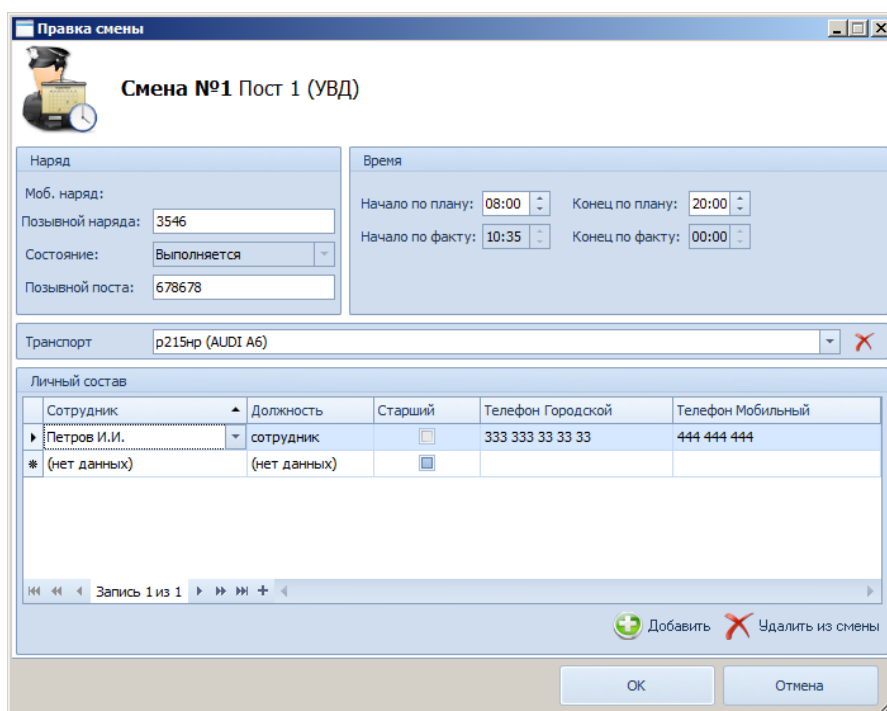 Правка смены
Смена №1 Пост 1 (УВД)
Наряд
Моб. наряд:
Позывной наряда: 3546
Состояние: Выполняется
Позывной поста: 678678
Время
Начало по плану: 08:00 Конец по плану: 20:00
Начало по факту: 10:35 Конец по факту: 00:00
Транспорт р215нр (AUDI A6)
Личный состав
Сотрудник Должность Старший Телефон Городской Телефон Мобильный
Петров И.И. сотрудник 333 333 33 33 33 444 444 444
(нет данных) (нет данных)
Запись 1 из 1
Добавить Удалить из смены
ОК Отмена